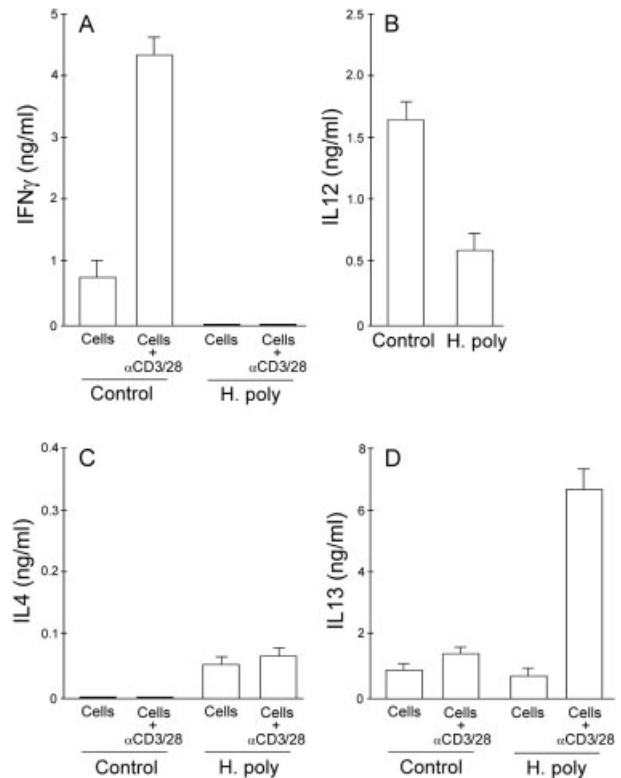 A
IFNγ (ng/ml)
5
4
3
2
1
0
Cells
Cells
+
αCD3/28
Cells
Cells
+
αCD3/28
Control
H. poly
B
IL12 (ng/ml)
2.5
2.0
1.5
1.0
0.5
0
Control
H. poly
C
IL4 (ng/ml)
0.4
0.3
0.2
0.1
0
Cells
Cells
+
αCD3/28
Cells
Cells
+
αCD3/28
Control
H. poly
D
IL13 (ng/ml)
8
6
4
2
0
Cells
Cells
+
αCD3/28
Cells
Cells
+
αCD3/28
Control
H. poly